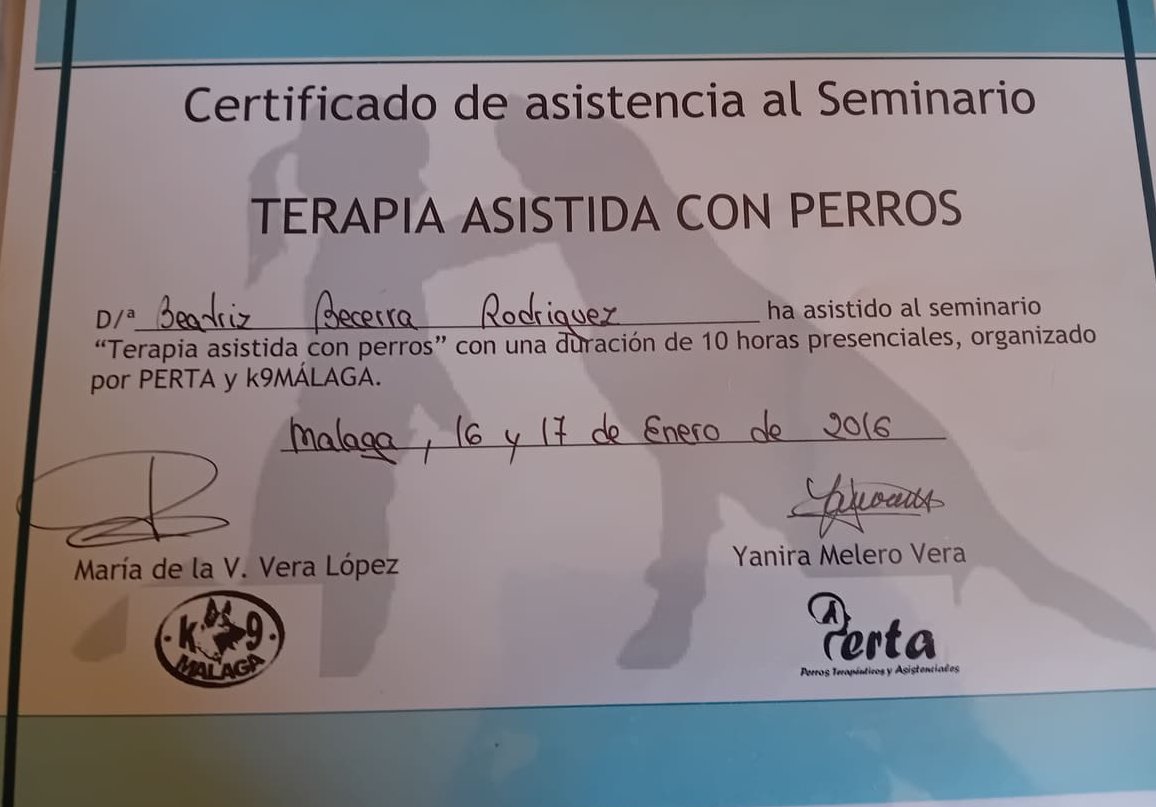 Certificado de asistencia al Seminario
TERAPIA ASISTIDA CON PERROS
D/ª Beadriz Becerra Rodriguez ha asistido al seminario
“Terapia asistida con perros” con una duración de 10 horas presenciales, organizado
por PERTA y k9MÁLAGA.
Malaga, 16 y 17 de Enero de 2016
María de la V. Vera López
Yanira Melero Vera
k9
MALAGA
Perta
Perros Terapéuticos y Asistenciales